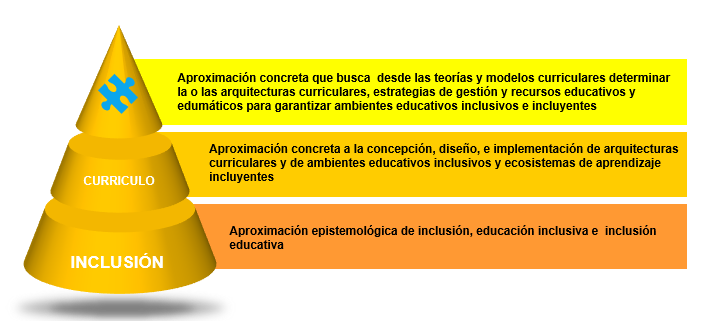 Aproximación concreta que busca desde las teorías y modelos curriculares determinar
la o las arquitecturas curriculares, estrategias de gestión y recursos educativos y
edumáticos para garantizar ambientes educativos inclusivos e incluyentes
CURRICULO
Aproximación concreta a la concepción, diseño, e implementación de arquitecturas
curriculares y de ambientes educativos inclusivos y ecosistemas de aprendizaje
incluyentes
INCLUSIÓN
Aproximación epistemológica de inclusión, educación inclusiva e inclusión
educativa